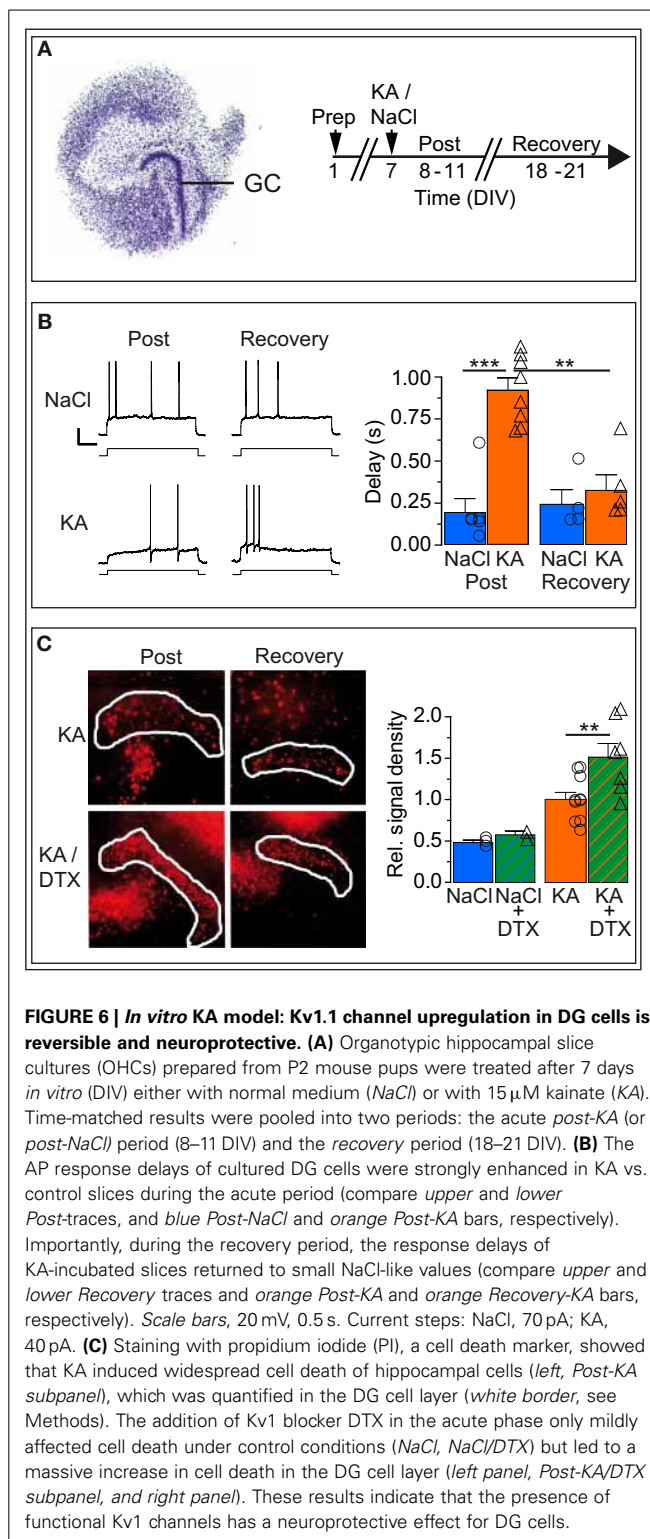 A
KA /
Prep NaCl Post Recovery
1 7 8 - 11 18 - 21
Time (DIV)
GC
B
Post Recovery
NaCl
KA
*** **
1.00
0.75
0.50
0.25
0.00
Delay (s)
NaCl KA NaCl KA
Post Recovery
C
Post Recovery
KA
KA /
DTX
**
2.0
1.5
1.0
0.5
0.0
Rel. signal density
NaCl NaCl KA KA
+ +
DTX DTX
FIGURE 6 | In vitro KA model: Kv1.1 channel upregulation in DG cells is
reversible and neuroprotective. (A) Organotypic hippocampal slice
cultures (OHCs) prepared from P2 mouse pups were treated after 7 days
in vitro (DIV) either with normal medium (NaCl) or with 15 μM kainate (KA).
Time-matched results were pooled into two periods: the acute post-KA (or
post-NaCl) period (8–11 DIV) and the recovery period (18–21 DIV). (B) The
AP response delays of cultured DG cells were strongly enhanced in KA vs.
control slices during the acute period (compare upper and lower
Post-traces, and blue Post-NaCl and orange Post-KA bars, respectively).
Importantly, during the recovery period, the response delays of
KA-incubated slices returned to small NaCl-like values (compare upper and
lower Recovery traces and orange Post-KA and orange Recovery-KA bars,
respectively). Scale bars, 20 mV, 0.5 s. Current steps: NaCl, 70 pA; KA,
40 pA. (C) Staining with propidium iodide (PI), a cell death marker, showed
that KA induced widespread cell death of hippocampal cells (left, Post-KA
subpanel), which was quantified in the DG cell layer (white border, see
Methods). The addition of Kv1 blocker DTX in the acute phase only mildly
affected cell death under control conditions (NaCl, NaCl/DTX) but led to a
massive increase in cell death in the DG cell layer (left panel, Post-KA/DTX
subpanel, and right panel). These results indicate that the presence of
functional Kv1 channels has a neuroprotective effect for DG cells.